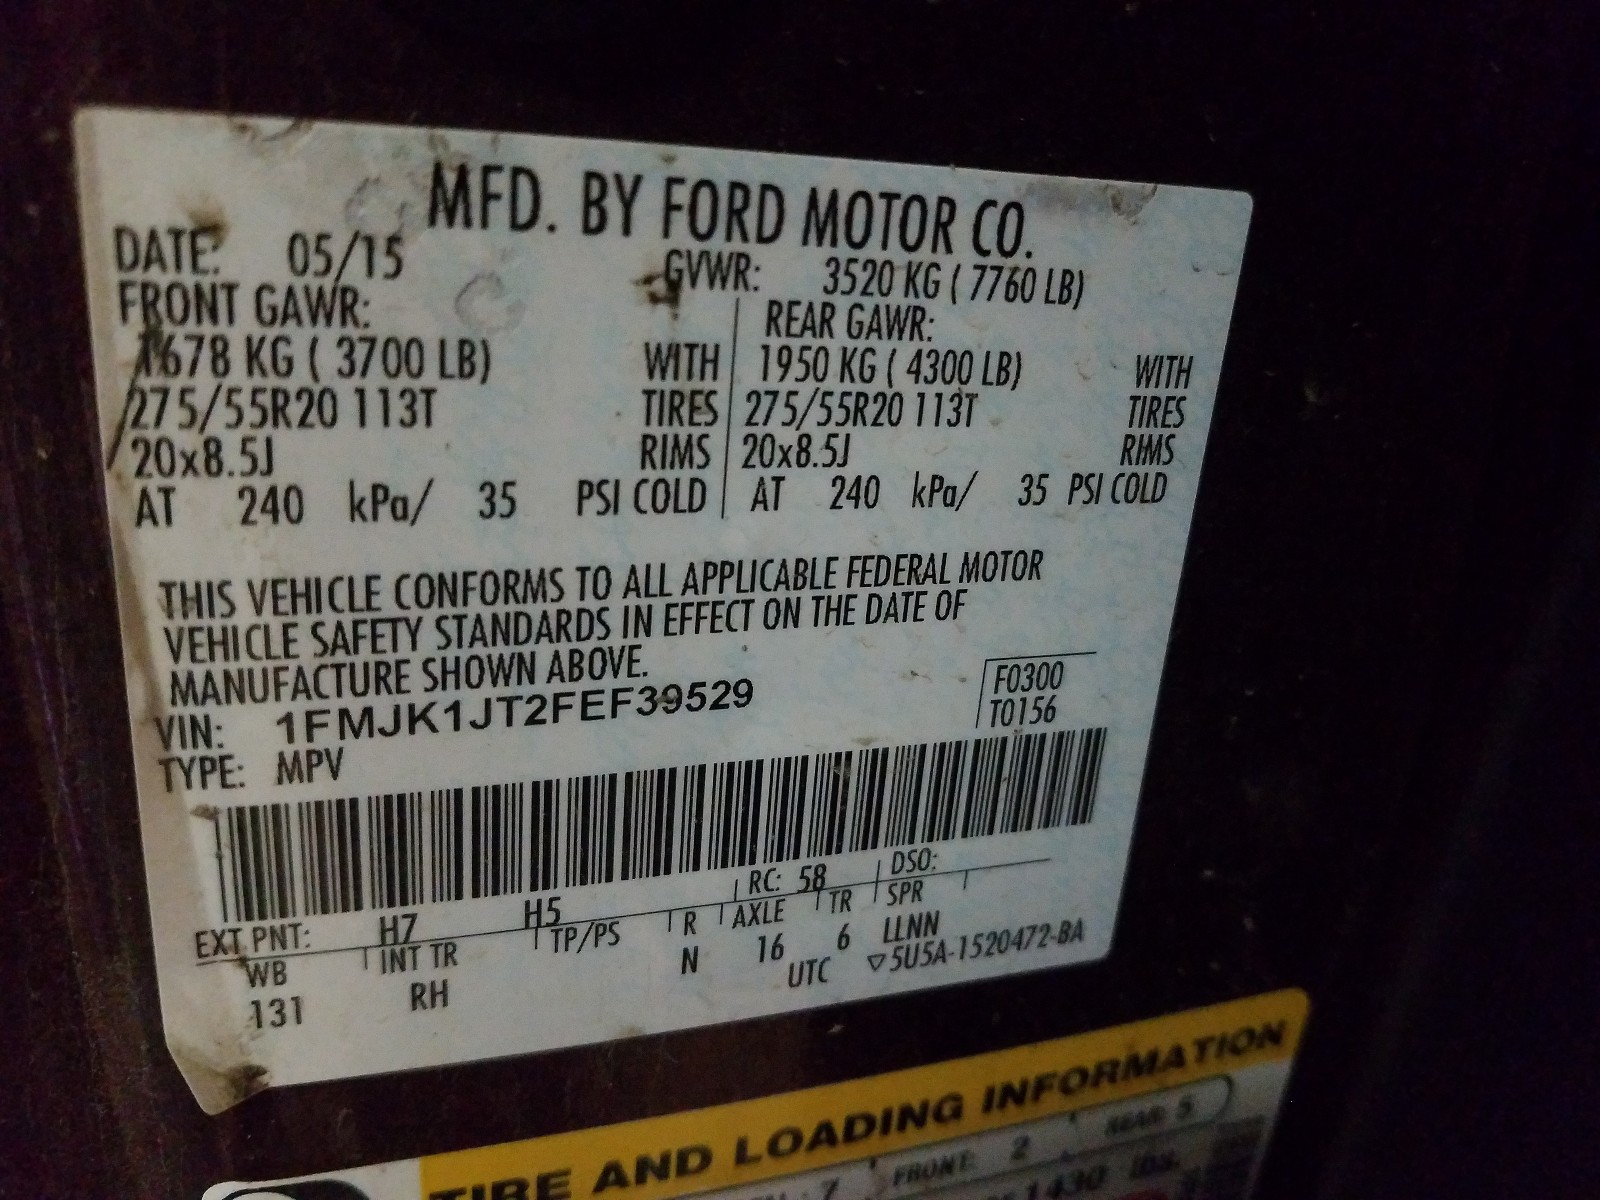 MFD. BY FORD MOTOR CO.
DATE: 05/15 GVWR: 3520 KG ( 7760 LB)
FRONT GAWR: REAR GAWR:
1678 KG ( 3700 LB) WITH 1950 KG ( 4300 LB) WITH
275/55R20 113T TIRES 275/55R20 113T TIRES
20x8.5J RIMS 20x8.5J RIMS
AT 240 kPa/ 35 PSI COLD AT 240 kPa/ 35 PSI COLD
THIS VEHICLE CONFORMS TO ALL APPLICABLE FEDERAL MOTOR
VEHICLE SAFETY STANDARDS IN EFFECT ON THE DATE OF
MANUFACTURE SHOWN ABOVE.
VIN: 1FMJK1JT2FEF39529
F0300
TYPE: MPV
T0156
EXT PNT: H7 H5 RC: 58 DSO:
WB INT TR TP/PS R AXLE TR SPR
131 RH N 16 6 LLNN
UTC ▽5U5A-1520472-BA
TIRE AND LOADING INFORMATION
7 FRONT: 2 REAR: 5
1430 lbs.